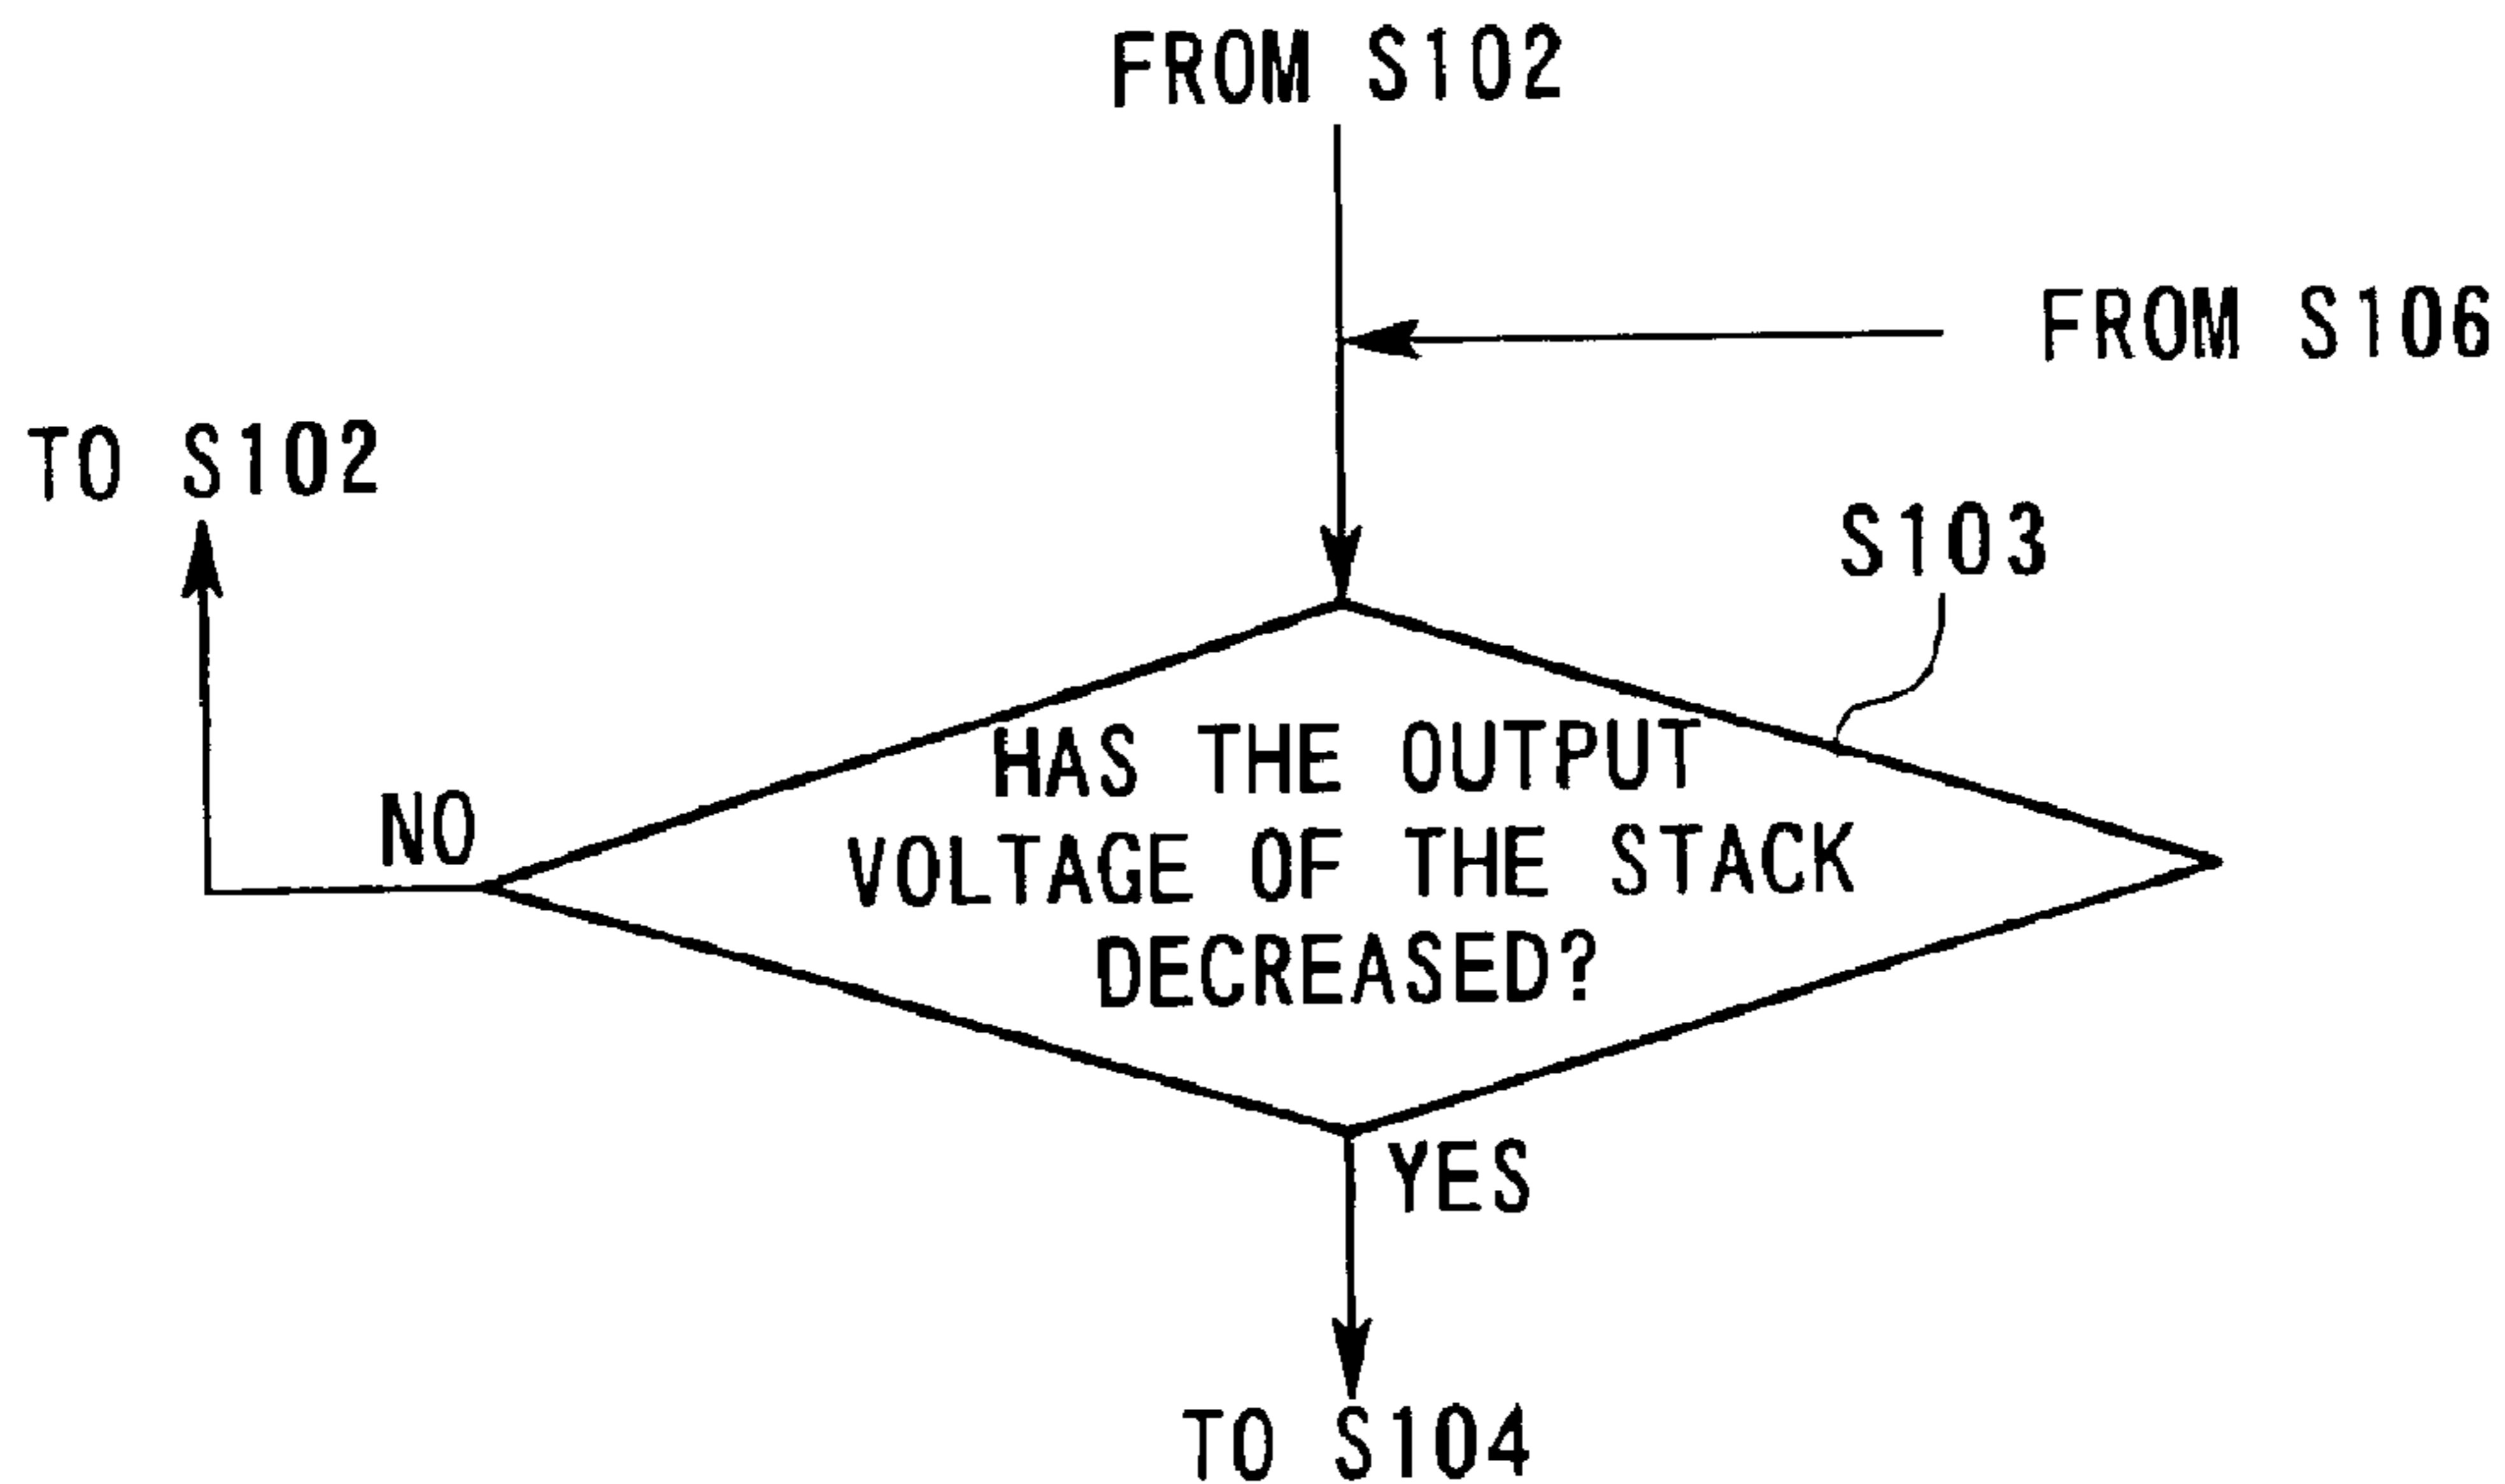 FROM S102
FROM S106
TO S102
S103
NO
HAS THE OUTPUT
VOLTAGE OF THE STACK
DECREASED?
YES
TO S104